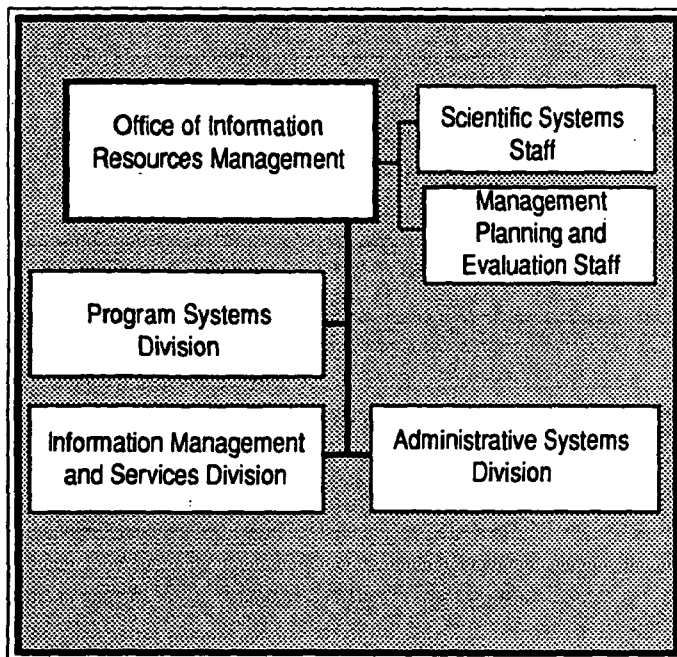 Office of Information
Resources Management
Scientific Systems
Staff
Management
Planning and
Evaluation Staff
Program Systems
Division
Information Management
and Services Division
Administrative Systems
Division